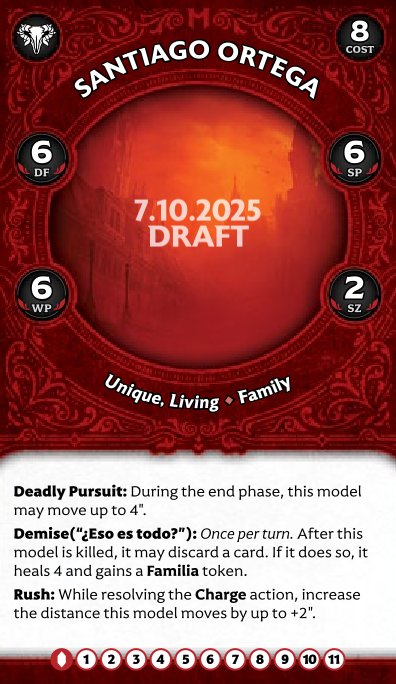 8
COST
SANTIAGO ORTEGA
6
DF
6
SP
7.10.2025
DRAFT
6
WP
2
SZ
Unique, Living • Family
Deadly Pursuit: During the end phase, this model
may move up to 4".
Demise(“¿Eso es todo?”): Once per turn. After this
model is killed, it may discard a card. If it does so, it
heals 4 and gains a Familia token.
Rush: While resolving the Charge action, increase
the distance this model moves by up to +2".
1 2 3 4 5 6 7 8 9 10 11